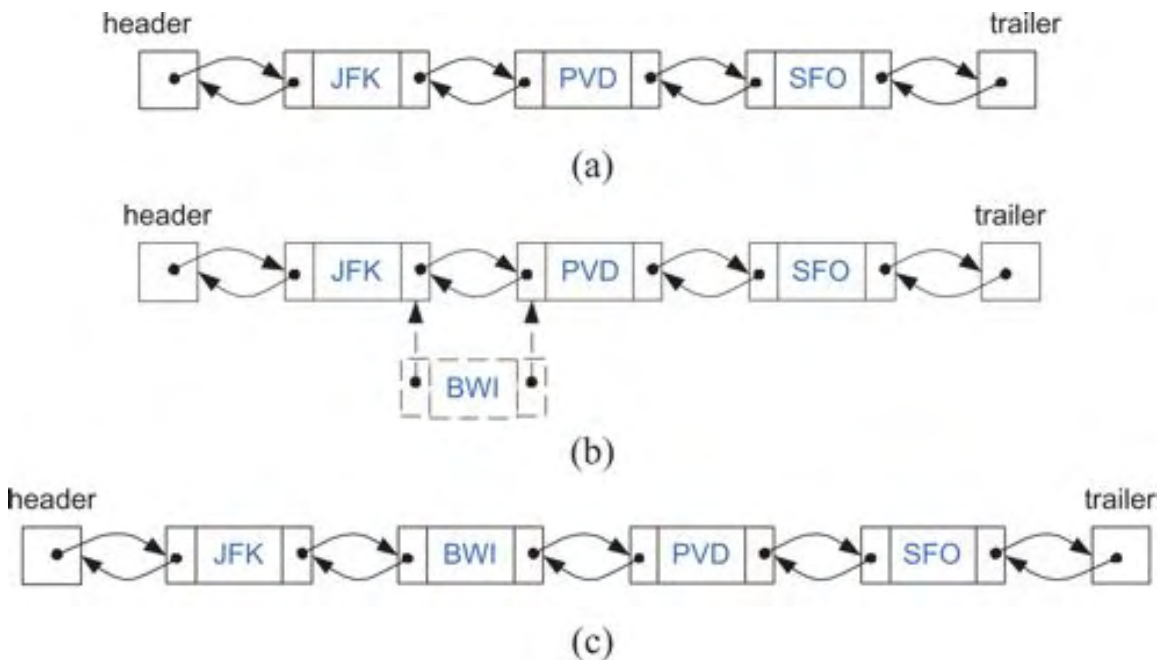 header trailer
JFK PVD SFO
(a)
header trailer
JFK PVD SFO
BWI
(b)
header trailer
JFK BWI PVD SFO
(c)